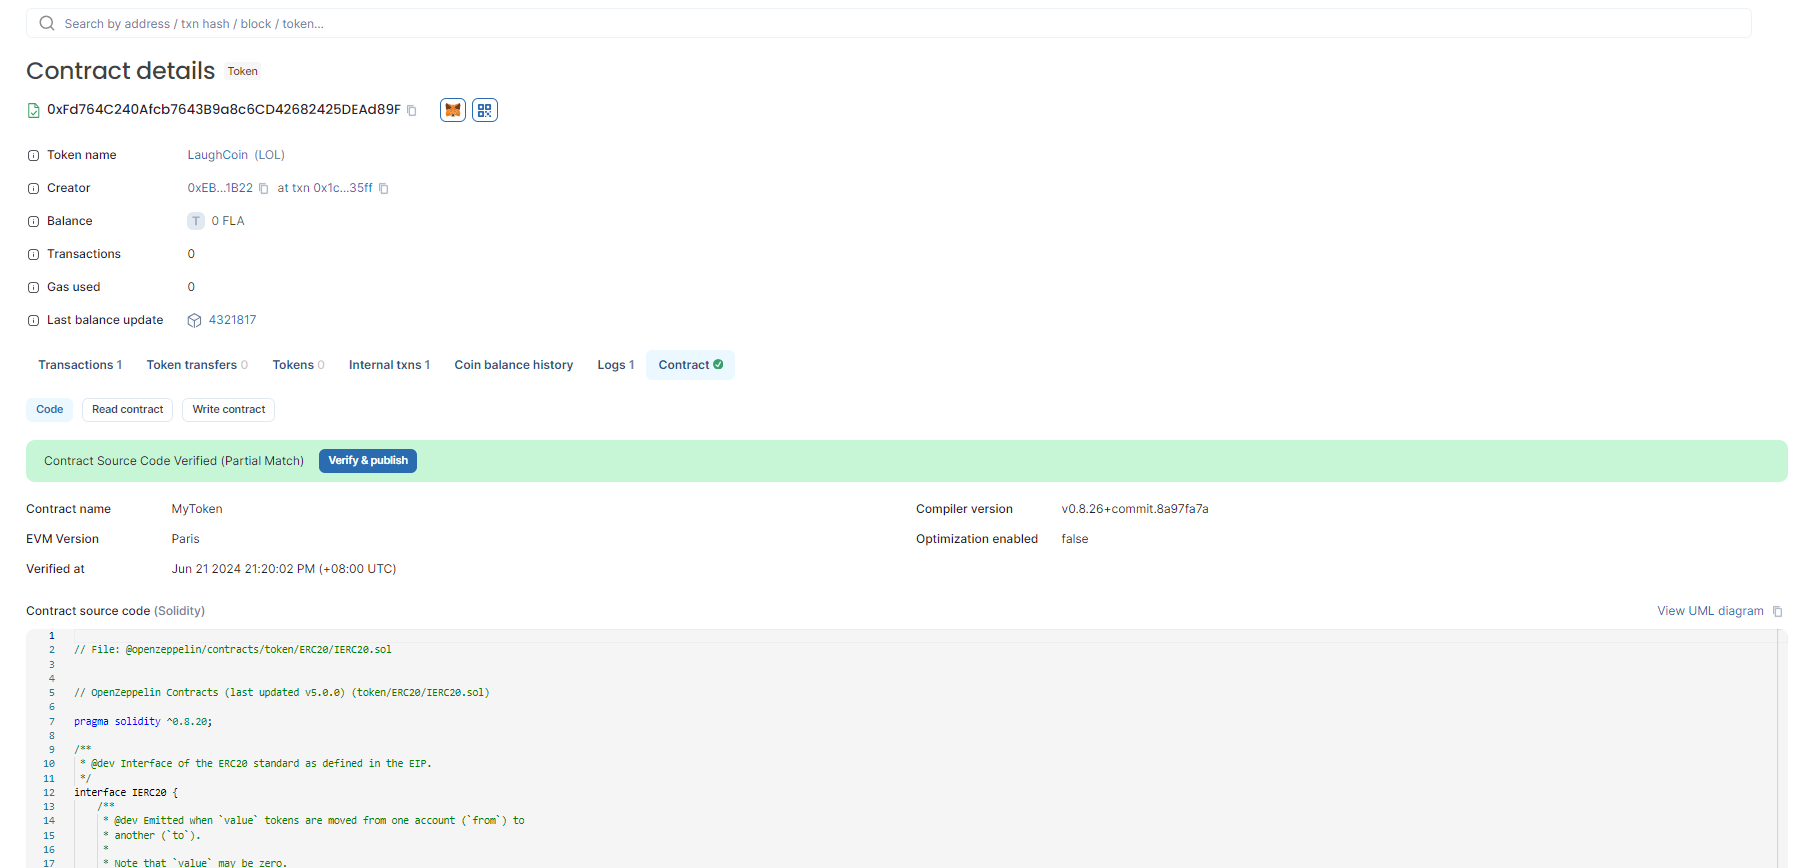 Search by address / txn hash / block / token...
Contract details Token
0xFd764C240Afcb7643B9a8c6CD42682425DEAd89F
Token name LaughCoin (LOL)
Creator 0xEB...1B22 at txn 0x1c...35ff
Balance T 0 FLA
Transactions 0
Gas used 0
Last balance update 4321817
Transactions 1 Token transfers 0 Tokens 0 Internal txns 1 Coin balance history Logs 1 Contract
Code Read contract Write contract
Contract Source Code Verified (Partial Match) Verify & publish
Contract name MyToken Compiler version v0.8.26+commit.8a97fa7a
EVM Version Paris Optimization enabled false
Verified at Jun 21 2024 21:20:02 PM (+08:00 UTC)
Contract source code (Solidity) View UML diagram
1
2 // File: @openzeppelin/contracts/token/ERC20/IERC20.sol
3
4
5 // OpenZeppelin Contracts (last updated v5.0.0) (token/ERC20/IERC20.sol)
6
7 pragma solidity ^0.8.20;
8
9 /**
10 * @dev Interface of the ERC20 standard as defined in the EIP.
11 */
12 interface IERC20 {
13 /**
14 * @dev Emitted when `value` tokens are moved from one account (`from`) to
15 * another (`to`).
16 *
17 * Note that `value` may be zero.